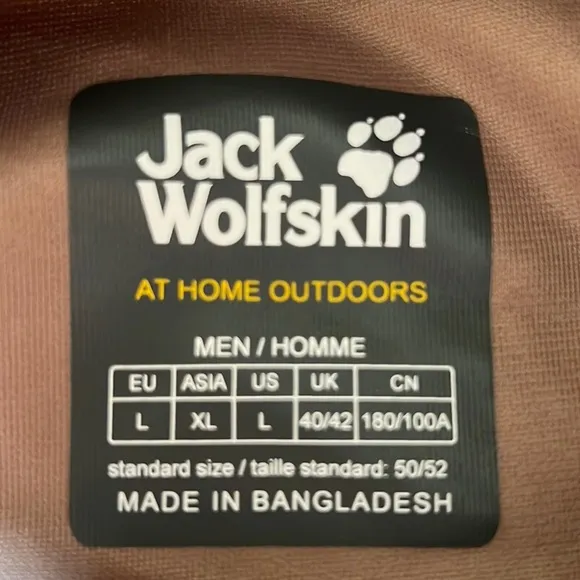 Jack
Wolfskin
AT HOME OUTDOORS
MEN / HOMME
EU ASIA US UK CN
L XL L 40/42 180/100A
standard size / taille standard: 50/52
MADE IN BANGLADESH